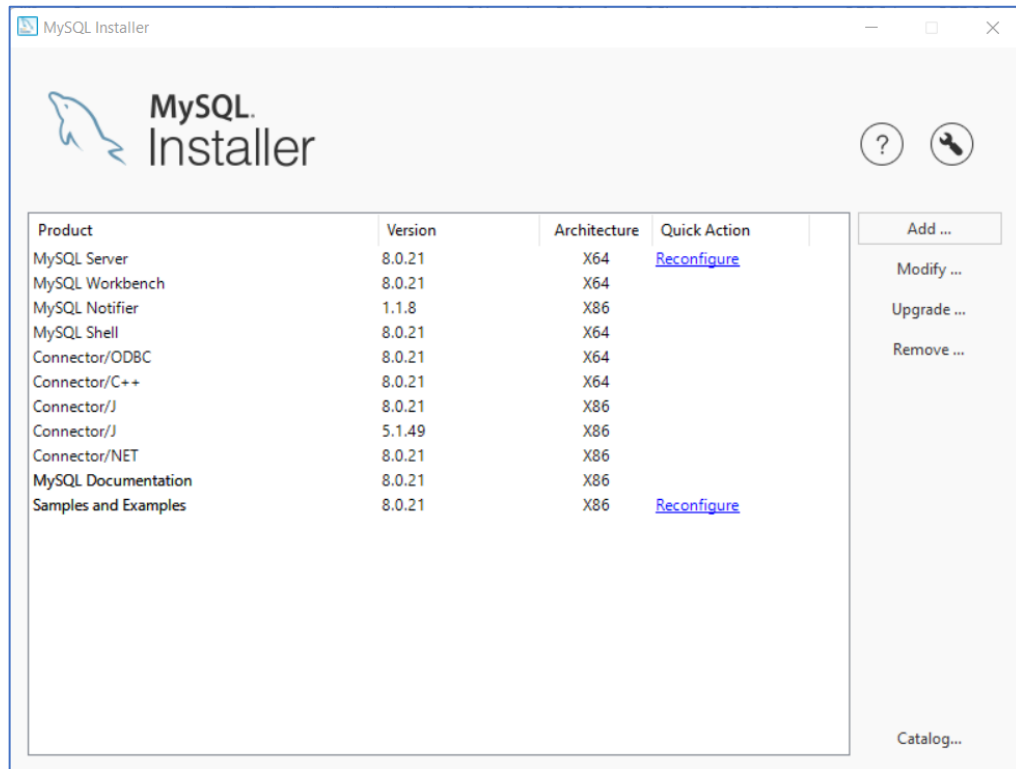 MySQL Installer
MySQL.
Installer
?
Product Version Architecture Quick Action
MySQL Server 8.0.21 X64 Reconfigure
MySQL Workbench 8.0.21 X64
MySQL Notifier 1.1.8 X86
MySQL Shell 8.0.21 X64
Connector/ODBC 8.0.21 X64
Connector/C++ 8.0.21 X64
Connector/J 8.0.21 X86
Connector/J 5.1.49 X86
Connector/NET 8.0.21 X86
MySQL Documentation 8.0.21 X86
Samples and Examples 8.0.21 X86 Reconfigure
Add ...
Modify ...
Upgrade ...
Remove ...
Catalog...